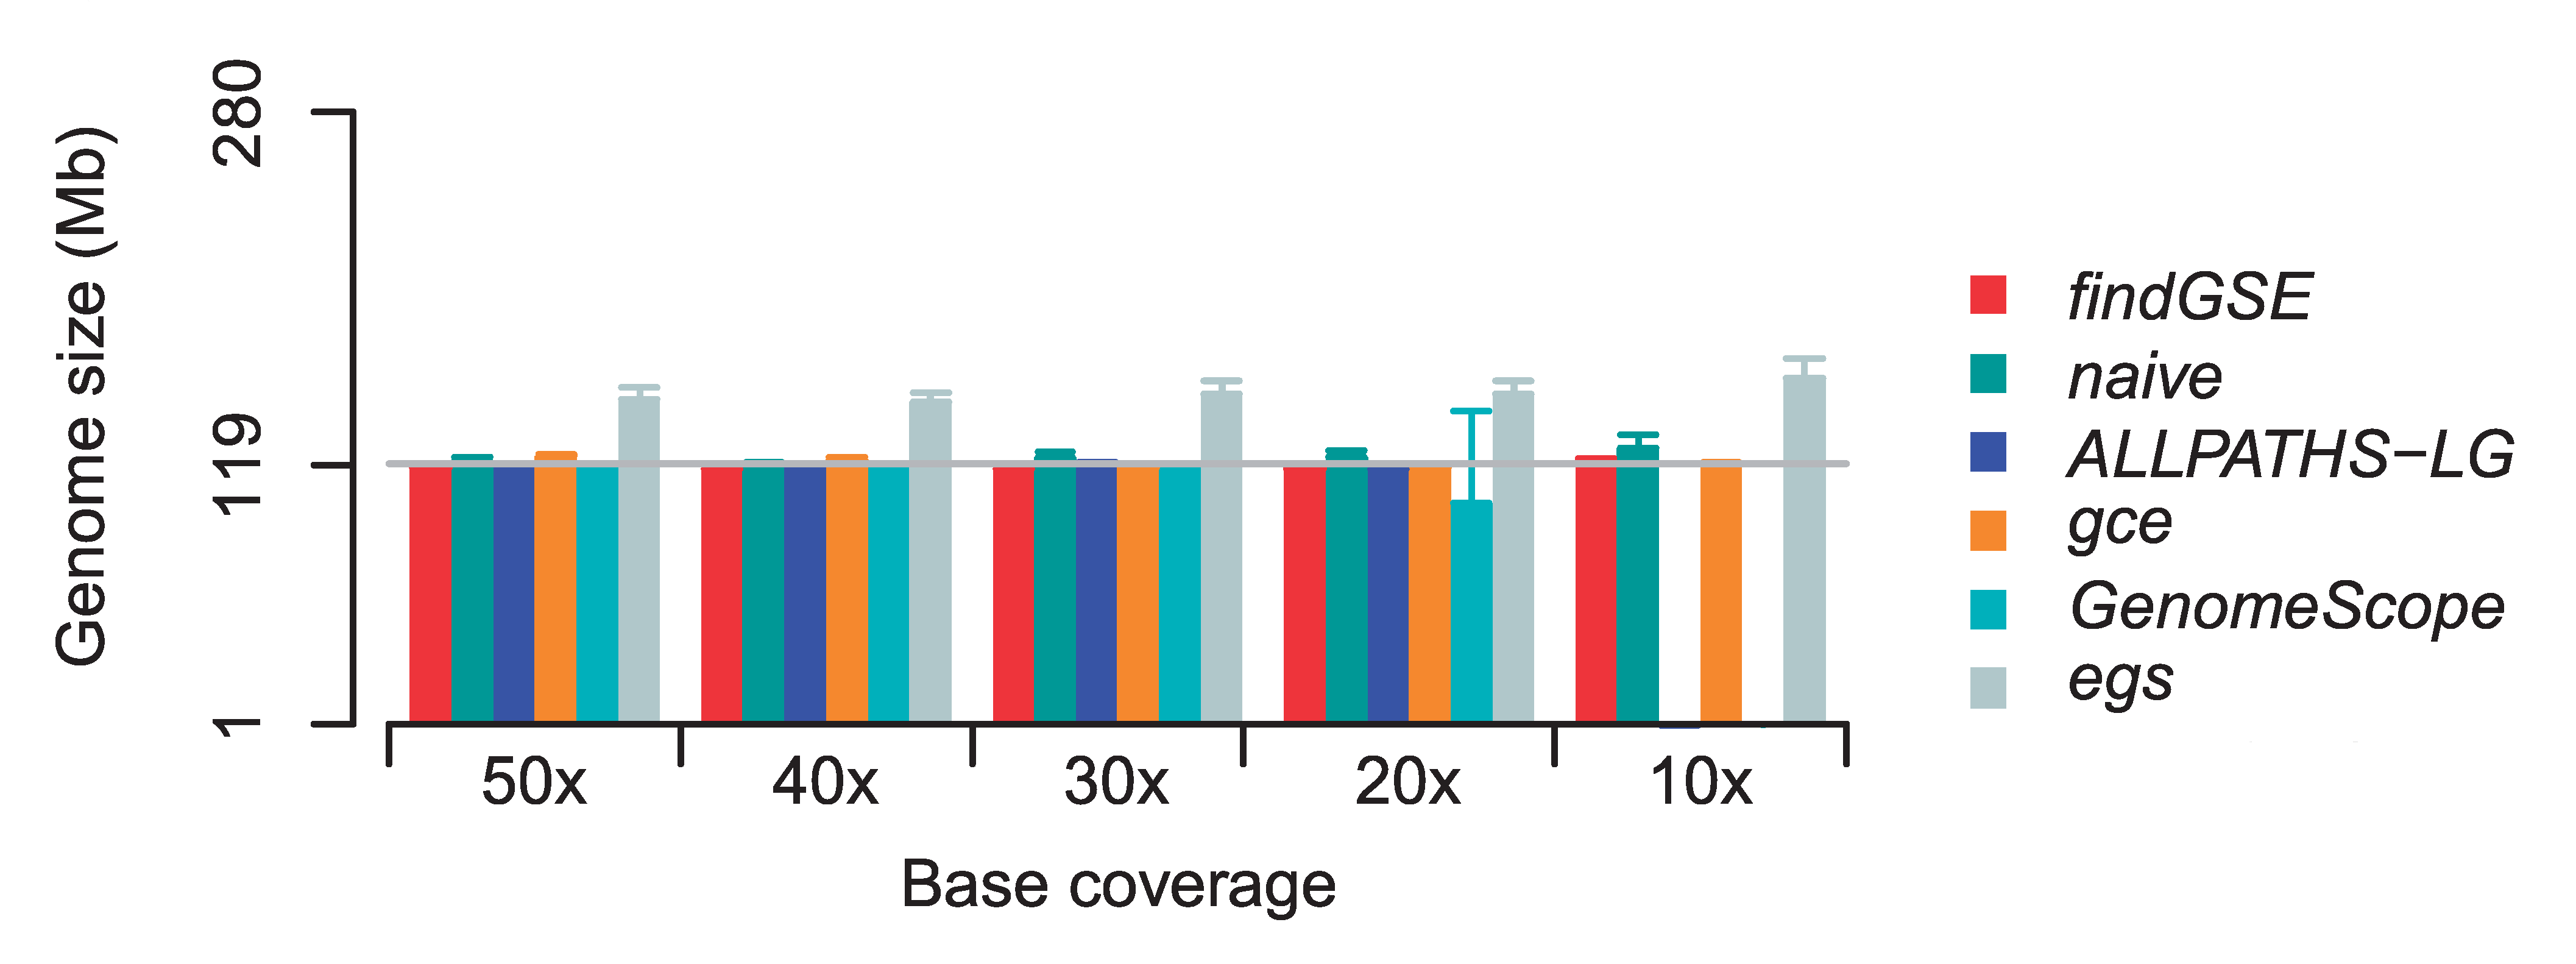 Genome size (Mb)
280
119
1
50x
40x
30x
20x
10x
Base coverage
findGSE
naive
ALLPATHS−LG
gce
GenomeScope
egs